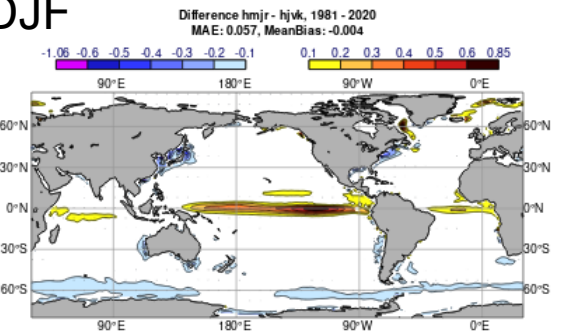 DJF
Difference hmjr - hjvk, 1981 - 2020
MAE: 0.057, MeanBias: -0.004
-1.06 -0.6 -0.5 -0.4 -0.3 -0.2 -0.1 0.1 0.2 0.3 0.4 0.5 0.6 0.85
90°E 180°E 90°W 0°E
60°N 60°N
30°N 30°N
0°N 0°N
30°S 30°S
60°S 60°S
90°E 180°E 90°W 0°E